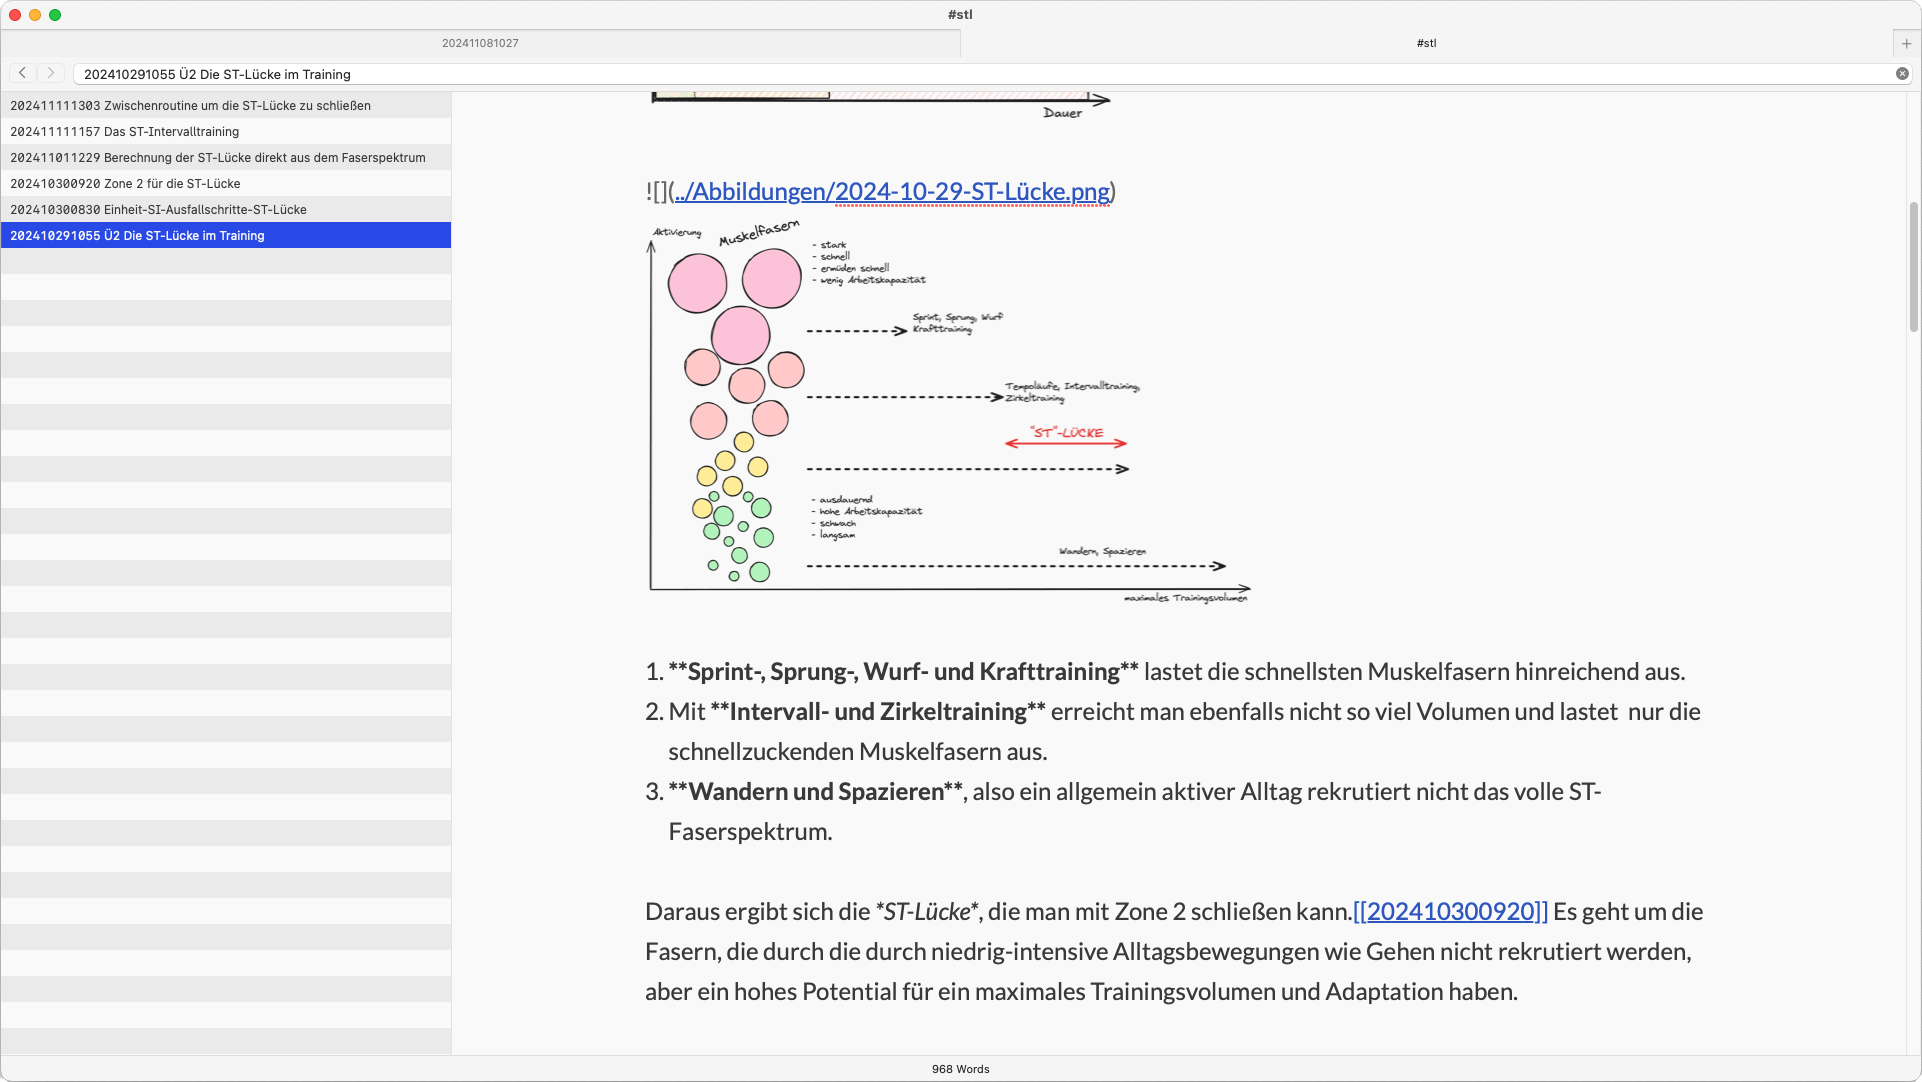 #stl
202411081027
#stl
+
202410291055 Ü2 Die ST-Lücke im Training
202411111303 Zwischenroutine um die ST-Lücke zu schließen
202411111157 Das ST-Intervalltraining
202411011229 Berechnung der ST-Lücke direkt aus dem Faserspektrum
202410300920 Zone 2 für die ST-Lücke
202410300830 Einheit-SI-Ausfallschritte-ST-Lücke
202410291055 Ü2 Die ST-Lücke im Training
Dauer
![](../Abbildungen/2024-10-29-ST-Lücke.png)
Aktivierung
Muskelfasern
- stark
- schnell
- ermüden schnell
- wenig Arbeitskapazität
Sprint, Sprung, Wurf
Krafttraining
Tempoläufe, Intervalltraining,
Zirkeltraining
"ST"-LÜCKE
- ausdauernd
- hohe Arbeitskapazität
- schwach
- langsam
Wandern, Spazieren
maximales Trainingsvolumen
1. **Sprint-, Sprung-, Wurf- und Krafttraining** lastet die schnellsten Muskelfasern hinreichend aus.
2. Mit **Intervall- und Zirkeltraining** erreicht man ebenfalls nicht so viel Volumen und lastet  nur die
schnellzuckenden Muskelfasern aus.
3. **Wandern und Spazieren**, also ein allgemein aktiver Alltag rekrutiert nicht das volle ST-
Faserspektrum.
Daraus ergibt sich die *ST-Lücke*, die man mit Zone 2 schließen kann.[[202410300920]] Es geht um die
Fasern, die durch die durch niedrig-intensive Alltagsbewegungen wie Gehen nicht rekrutiert werden,
aber ein hohes Potential für ein maximales Trainingsvolumen und Adaptation haben.
968 Words